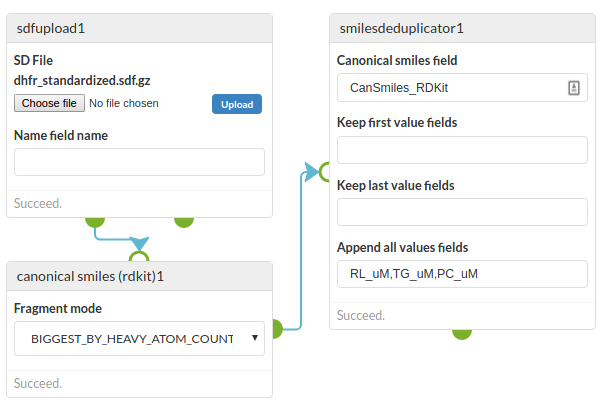 sdfupload1
SD File
dhfr_standardized.sdf.gz
Choose file No file chosen Upload
Name field name
Succeed.
canonical smiles (rdkit)1
Fragment mode
BIGGEST_BY_HEAVY_ATOM_COUNT
Succeed.
smilesdeduplicator1
Canonical smiles field
CanSmiles_RDKit
Keep first value fields
Keep last value fields
Append all values fields
RL_uM,TG_uM,PC_uM
Succeed.